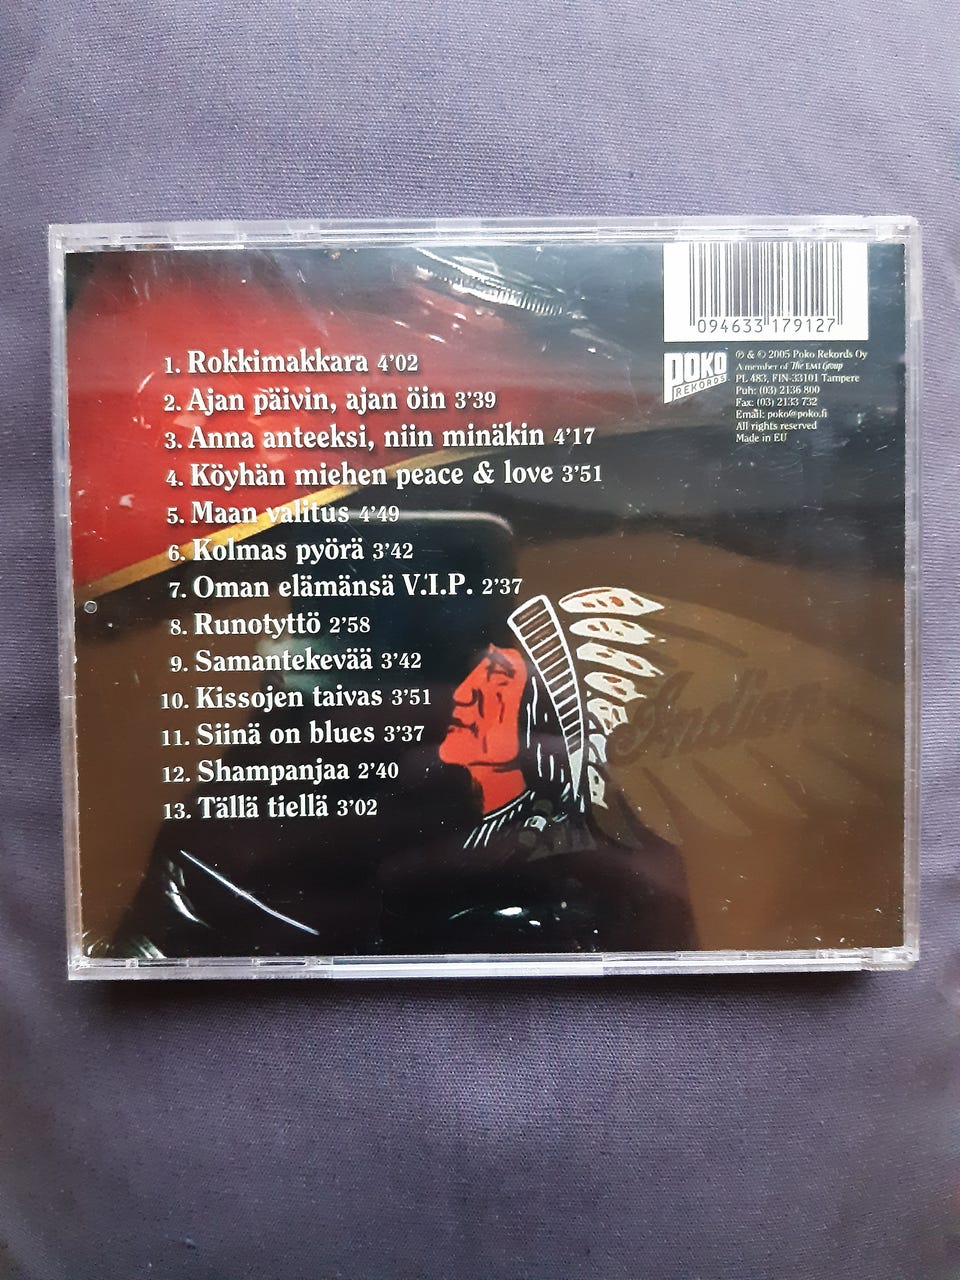 094633 179127
POKO
RECORDS
℗ & © 2005 Poko Rekords Oy
A member of The EMI Group
PL 483, FIN-33101 Tampere
Puh: (03) 2136 800
Fax: (03) 2133 732
Email: poko@poko.fi
All rights reserved
Made in EU
1. Rokkimakkara 4'02
2. Ajan päivin, ajan öin 3'39
3. Anna anteeksi, niin minäkin 4'17
4. Köyhän miehen peace & love 3'51
5. Maan valitus 4'49
6. Kolmas pyörä 3'42
7. Oman elämänsä V.I.P. 2'37
8. Runotyttö 2'58
9. Samantekevää 3'42
10. Kissojen taivas 3'51
11. Siinä on blues 3'37
12. Shampanjaa 2'40
13. Tällä tiellä 3'02
Indian